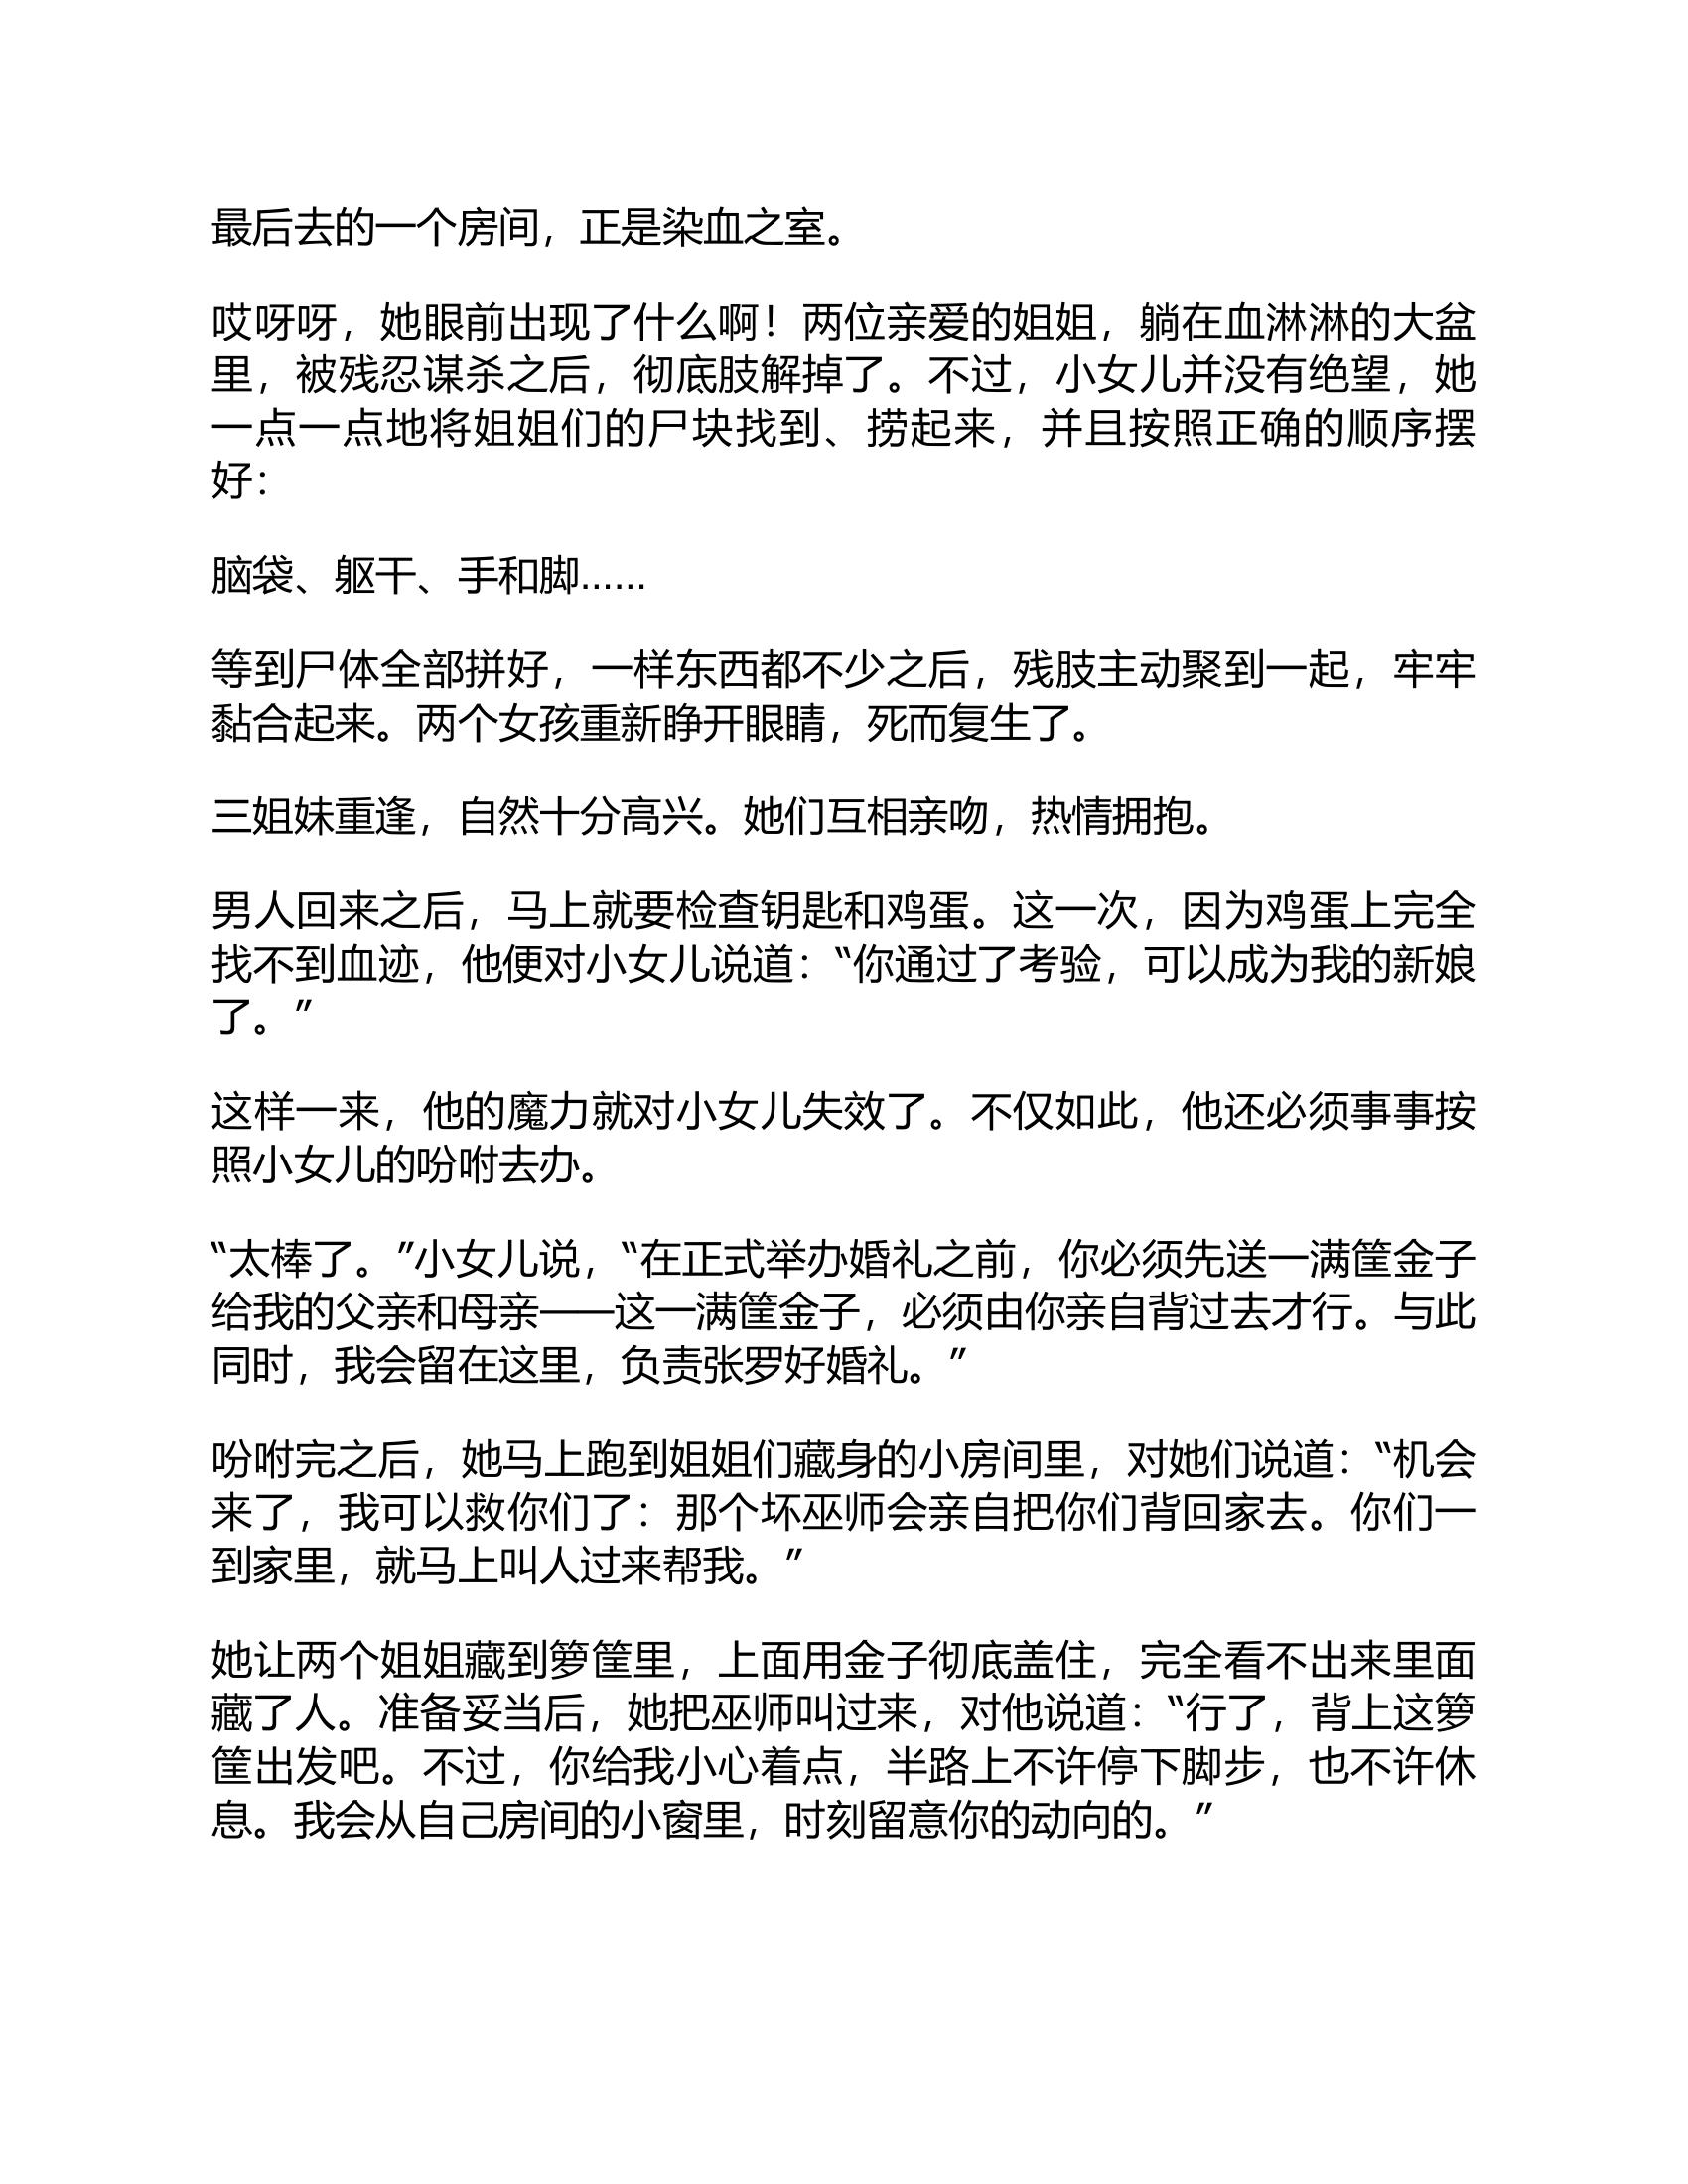 最后去的一个房间，正是染血之室。
哎呀呀，她眼前出现了什么啊！两位亲爱的姐姐，躺在血淋淋的大盆
里，被残忍谋杀之后，彻底肢解掉了。不过，小女儿并没有绝望，她
一点一点地将姐姐们的尸块找到、捞起来，并且按照正确的顺序摆
好：
脑袋、躯干、手和脚……
等到尸体全部拼好，一样东西都不少之后，残肢主动聚到一起，牢牢
黏合起来。两个女孩重新睁开眼睛，死而复生了。
三姐妹重逢，自然十分高兴。她们互相亲吻，热情拥抱。
男人回来之后，马上就要检查钥匙和鸡蛋。这一次，因为鸡蛋上完全
找不到血迹，他便对小女儿说道：“你通过了考验，可以成为我的新娘
了。”
这样一来，他的魔力就对小女儿失效了。不仅如此，他还必须事事按
照小女儿的吩咐去办。
“太棒了。”小女儿说，“在正式举办婚礼之前，你必须先送一满筐金子
给我的父亲和母亲——这一满筐金子，必须由你亲自背过去才行。与此
同时，我会留在这里，负责张罗好婚礼。”
吩咐完之后，她马上跑到姐姐们藏身的小房间里，对她们说道：“机会
来了，我可以救你们了：那个坏巫师会亲自把你们背回家去。你们一
到家里，就马上叫人过来帮我。”
她让两个姐姐藏到箩筐里，上面用金子彻底盖住，完全看不出来里面
藏了人。准备妥当后，她把巫师叫过来，对他说道：“行了，背上这箩
筐出发吧。不过，你给我小心着点，半路上不许停下脚步，也不许休
息。我会从自己房间的小窗里，时刻留意你的动向的。”